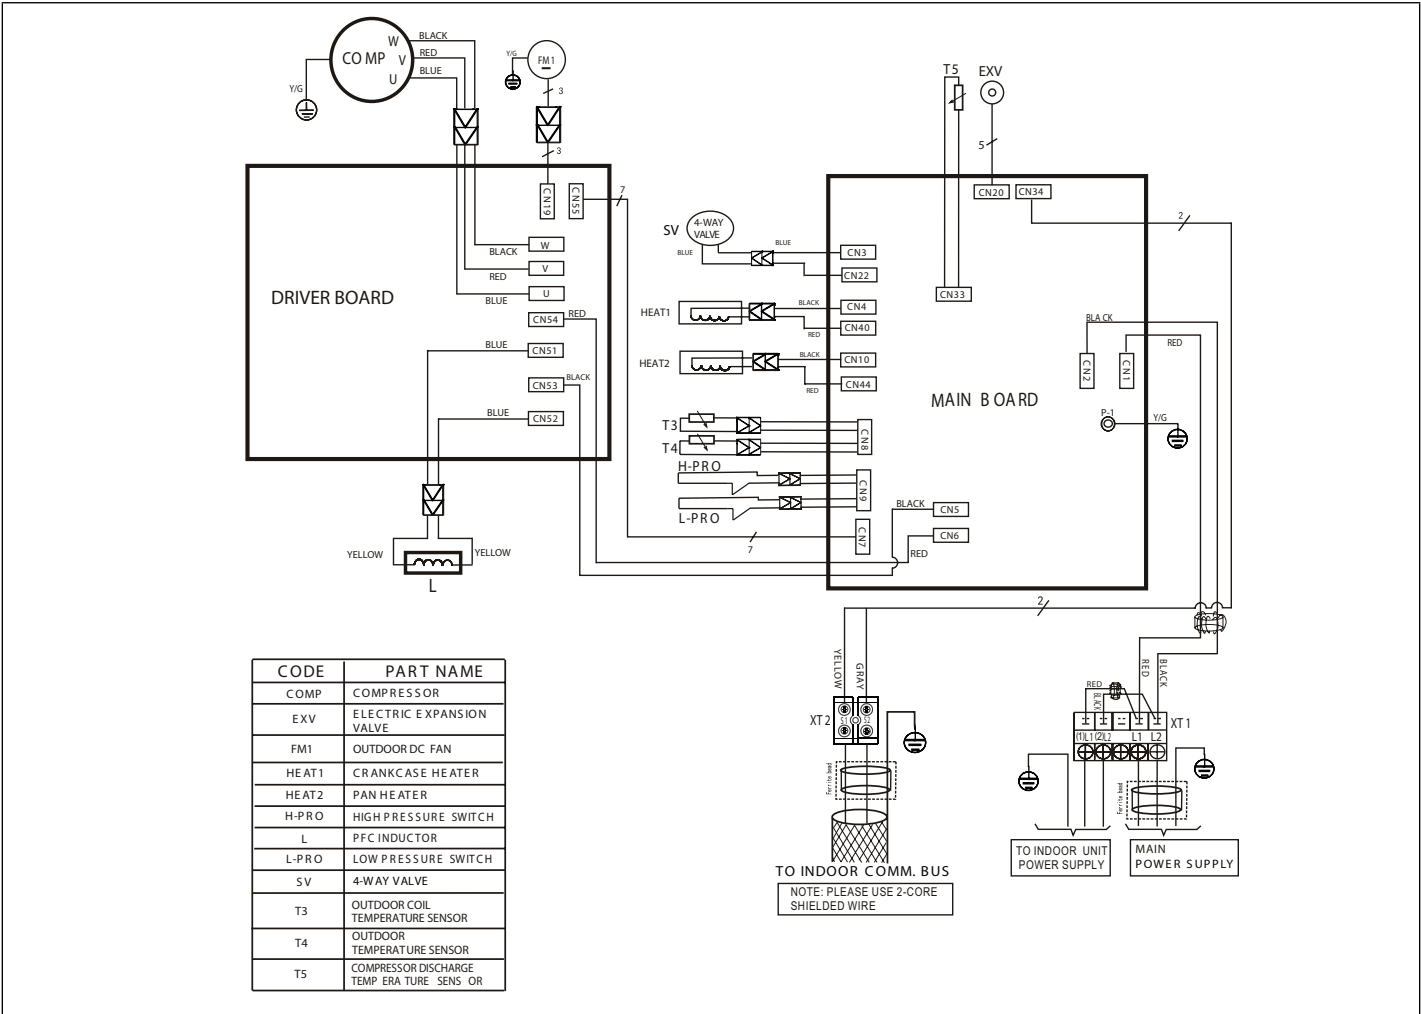 COMP
W
V
U
BLACK
RED
BLUE
Y/G
Y/G
FM1
3
3
T5
EXV
5
DRIVER BOARD
CN19
CN55
7
W
BLACK
V
RED
U
BLUE
CN54
RED
BLUE
CN51
CN53
BLACK
BLUE
CN52
YELLOW
YELLOW
L
CN20
CN34
2
SV
4-WAY
VALVE
BLUE
BLUE
CN3
CN22
CN33
HEAT1
BLACK
RED
CN4
CN40
HEAT2
BLACK
RED
CN10
CN44
BLACK
RED
CN2
CN1
MAIN BOARD
P-1
Y/G
T3
T4
CN8
H-PRO
L-PRO
CN9
CN7
7
BLACK
CN5
CN6
RED
2
YELLOW
GRAY
XT2
S1
S2
Ferrite bead
TO INDOOR COMM. BUS
NOTE: PLEASE USE 2-CORE
SHIELDED WIRE
RED
BLACK
RED
BLACK
XT1
(1)L1
(2)L2
L1
L2
Ferrite bead
TO INDOOR UNIT
POWER SUPPLY
MAIN
POWER SUPPLY
CODE PART NAME
COMP COMPRESSOR
EXV ELECTRIC EXPANSION
VALVE
FM1 OUTDOOR DC FAN
HEAT1 CRANKCASE HEATER
HEAT2 PAN HEATER
H-PRO HIGH PRESSURE SWITCH
L PFC INDUCTOR
L-PRO LOW PRESSURE SWITCH
SV 4-WAY VALVE
T3 OUTDOOR COIL
TEMPERATURE SENSOR
T4 OUTDOOR
TEMPERATURE SENSOR
T5 COMPRESSOR DISCHARGE
TEMPERATURE SENSOR